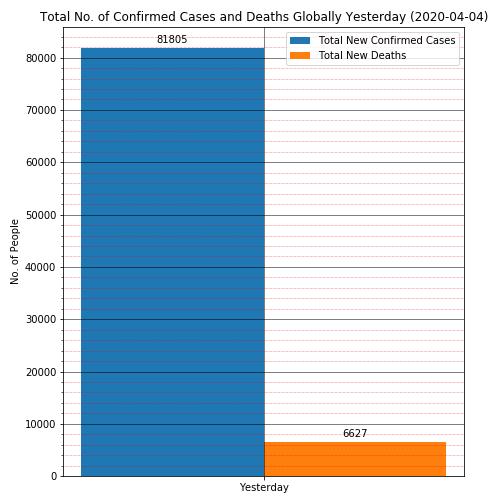 Total No. of Confirmed Cases and Deaths Globally Yesterday (2020-04-04)
81805
Total New Confirmed Cases
Total New Deaths
80000
70000
60000
50000
40000
30000
20000
10000
0
No. of People
6627
Yesterday